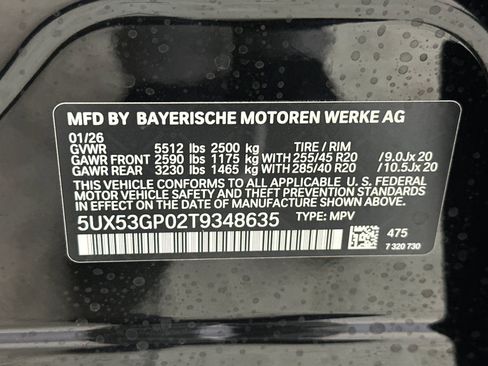 MFD BY BAYERISCHE MOTOREN WERKE AG
01/26
GVWR 5512 lbs 2500 kg TIRE / RIM
GAWR FRONT 2590 lbs 1175 kg WITH 255/45 R20 /9.0Jx 20
GAWR REAR 3230 lbs 1465 kg WITH 285/40 R20 /10.5Jx 20
THIS VEHICLE CONFORMS TO ALL APPLICABLE U.S. FEDERAL
MOTOR VEHICLE SAFETY AND THEFT PREVENTION STANDARDS
IN EFFECT ON THE DATE OF MANUFACTURE SHOWN ABOVE.
5UX53GP02T9348635 TYPE: MPV
475
7 320 730